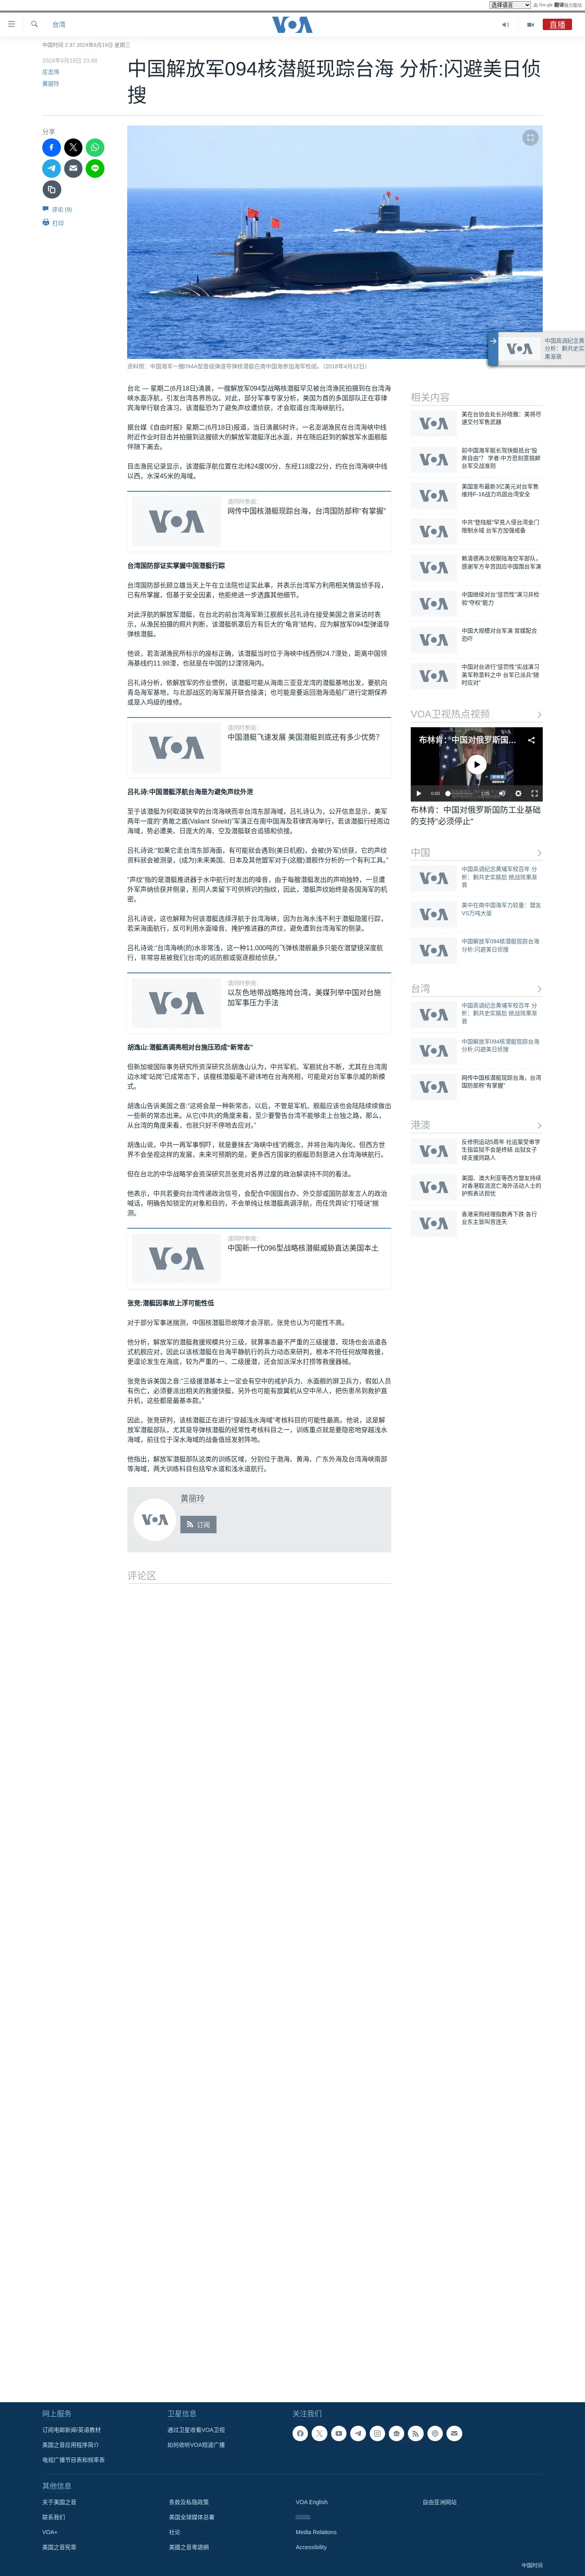 选择语言
由 Google 翻译强力驱动
台湾
VOA
直播
中国时间 2:37 2024年6月19日 星期三
2024年6月18日 23:48
庄志伟
黄丽玲
中国解放军094核潜艇现踪台海 分析:闪避美日侦搜
分享
评论 (9)
打印
资料照：中国海军一艘094A型晋级弹道导弹核潜艇在南中国海参加海军检阅。（2018年4月12日）
中国高调纪念黄
分析：剿共史实
果渐衰
台北 — 星期二(6月18日)清晨，一艘解放军094型战略核潜艇罕见被台湾渔民拍摄到在台湾海峡水面浮航，引发台湾各界热议。对此，部分军事专家分析，美国为首的多国部队正在菲律宾海举行联合演习，该潜艇恐为了避免声纹遭侦获，才会取道台湾海峡航行。
据台媒《自由时报》星期二(6月18日)报道，当日清晨5时许，一名澎湖渔民在台湾海峡中线附近作业时目击并拍摄到这艘硕大的解放军潜艇浮出水面，并在随后赶到的解放军水面舰艇伴随下离去。
目击渔民记录显示，该潜艇浮航位置在北纬24度00分、东经118度22分，约在台湾海峡中线以西，水深45米的海域。
请同时参阅:
网传中国核潜艇现踪台海，台湾国防部称“有掌握”
台湾国防部证实掌握中国潜艇行踪
台湾国防部长顾立雄当天上午在立法院也证实此事，并表示台湾军方利用相关情监侦手段，已有所掌握，但基于安全因素，他拒绝进一步透露其他细节。
对此浮航的解放军潜艇，在台北的前台湾海军新江舰舰长吕礼诗在接受美国之音采访时表示，从渔民拍摄的照片判断，该潜艇帆罩后方有巨大的“龟背”结构，应为解放军094型弹道导弹核潜艇。
他说，若澎湖渔民所标示的座标正确，该潜艇当时位于海峡中线西侧24.7浬处，距离中国领海基线约11.98浬，也就是在中国的12浬领海内。
吕礼诗分析，依解放军的作业惯例，该潜艇可能从海南三亚亚龙湾的潜艇基地出发，要航向青岛海军基地，与北部战区的海军展开联合操演；也可能是要返回渤海造船厂进行定期保养或是入坞级的维修。
请同时参阅:
中国潜艇飞速发展 美国潜艇到底还有多少优势？
吕礼诗:中国潜艇浮航台海是为避免声纹外泄
至于该潜艇为何取道狭窄的台湾海峡而非台湾东部海域，吕礼诗认为，公开信息显示，美军两年一度的“勇敢之盾(Valiant Shield)”军演正在南中国海及菲律宾海举行，若该潜艇行经周边海域，势必遭美、日庞大的海、空及潜艇联合追猎和侦搜。
吕礼诗说:“如果它走台湾东部海面，有可能就会遇到(美日机舰)，会被(外军)侦获，它的声纹资料就会被测录，(成为)未来美国、日本及其他盟军对于(这艘)潜舰作分析的一个有利工具。”
“声纹”指的是潜艇推进器于水中航行时发出的噪音，由于每艘潜艇发出的声响独特，一旦遭外军声纳侦获并侧录，形同人类留下可供辨识的指纹，因此，潜艇声纹始终是各国海军的机密。
吕礼诗说，这也解释为何该潜艇选择浮航于台湾海峡，因为台海水浅不利于潜艇隐匿行踪，若采海面航行，反可利用水面噪音、掩护推进器的声响，避免遭到台湾海军的侧录。
吕礼诗说:“台湾海峡(的)水非常浅，这一种11,000吨的飞弹核潜舰最多只能在潜望镜深度航行，非常容易被我们(台湾)的巡防舰或驱逐舰给侦获。”
请同时参阅:
以灰色地带战略拖垮台湾，美媒列举中国对台施加军事压力手法
胡逸山:潜艇高调亮相对台施压恐成“新常态”
但新加坡国际事务研究所资深研究员胡逸山认为，中共军机、军舰扰台不断，尤其在台湾周边水域“站岗”已成常态下，该艘核潜艇毫不避讳地在台海亮相，可能是对台军事示威的新模式。
胡逸山告诉美国之音:“这将会是一种新常态，以后，不管是军机、舰艇应该也会陆陆续续做出一些新的常态出来。从它(中共)的角度来看，至少要警告台湾不能够走上台独之路，那么，从台湾的角度来看，也就只好不停地去应对。”
胡逸山说，中共一再军事恫吓，就是要抹去“海峡中线”的概念，并将台海内海化，但西方世界不会坐视这样的发展，未来可预期的是，更多西方国家的舰艇恐刻意进入台湾海峡航行。
但在台北的中华战略学会资深研究员张竞对各界过度的政治解读持不同的看法。
他表示，中共若要向台湾传递政治信号，会配合中国国台办、外交部或国防部发言人的政治喊话，明确告知锁定的对象和目的，不会单纯让核潜艇高调浮航，而任凭舆论“打哑谜”揣测。
请同时参阅:
中国新一代096型战略核潜艇威胁直达美国本土
张竞:潜艇因事故上浮可能性低
对于部分军事迷揣测，中国核潜艇恐故障才会浮航，张竞也认为可能性不高。
他分析，解放军的潜艇救援规模共分三级，就算事态最不严重的三级援潜，现场也会派遣各式机舰应对，因此以该核潜艇在台海平静航行的兵力动态来研判，根本不符任何故障救援，更遑论发生在海底，较为严重的一、二级援潜，还会加派深水打捞等救援器械。
张竞告诉美国之音:“三级援潜基本上一定会有空中的戒护兵力、水面舰的屏卫兵力，假如人员有伤亡，必须要派出相关的救援快艇，另外也可能有旋翼机从空中吊人，把伤患吊到救护直升机，这些都是最基本款。”
因此，张竞研判，该核潜艇正在进行“穿越浅水海域”考核科目的可能性最高。他说，这是解放军潜艇部队，尤其是导弹核潜艇的经常性考核科目之一，训练重点就是要隐密地穿越浅水海域，前往位于深水海域的战备值班发射阵地。
他指出，解放军潜艇部队这类的训练区域，分别位于渤海、黄海、广东外海及台湾海峡南部等海域，两大训练科目包括窄水道和浅水道航行。
黄丽玲
订阅
评论区
相关内容
美在台协会处长孙晓雅：美将尽速交付军售武器
前中国海军艇长驾快艇抵台“投奔自由”？ 学者:中方恐刻意挑衅台军交战准则
美国宣布最新3亿美元对台军售 维持F-16战力巩固台湾安全
中共“登陆艇”罕见入侵台湾金门限制水域 台军方加强戒备
赖清德再次视察陆海空军部队，感谢军方辛苦因应中国围台军演
中国继续对台“惩罚性”演习并检验“夺权”能力
中国大规模对台军演 官媒配合恐吓
中国对台进行“惩罚性”实战演习 美军称意料之中 台军已派兵“随时应对”
VOA卫视热点视频
布林肯：中国对俄罗斯国…
0:00
1:05
布林肯：中国对俄罗斯国防工业基础的支持“必须停止”
中国
中国高调纪念黄埔军校百年 分析：剿共史实尴尬 统战效果渐衰
美中在南中国海军力较量：盟友VS万吨大驱
中国解放军094核潜艇现踪台海 分析:闪避美日侦搜
台湾
中国高调纪念黄埔军校百年 分析：剿共史实尴尬 统战效果渐衰
中国解放军094核潜艇现踪台海 分析:闪避美日侦搜
网传中国核潜艇现踪台海，台湾国防部称“有掌握”
港澳
反修例运动5周年 社运案受审学生指监狱不会是终结 出狱女子续支援同路人
美国、澳大利亚等西方盟友持续对香港取消流亡海外活动人士的护照表达担忧
香港采购经理指数再下跌 各行业东主皆叫苦连天
网上服务
订阅电邮新闻/英语教材
美国之音应用程序简介
电视广播节目表和频率表
卫星信息
通过卫星收看VOA卫视
如何收听VOA短波广播
关注我们
其他信息
关于美国之音
条款及私隐政策
VOA English
自由亚洲网站
联系我们
美国全球媒体总署
VOA+
社论
Media Relations
美国之音宪章
美國之音粵語網
Accessibility
中国时间